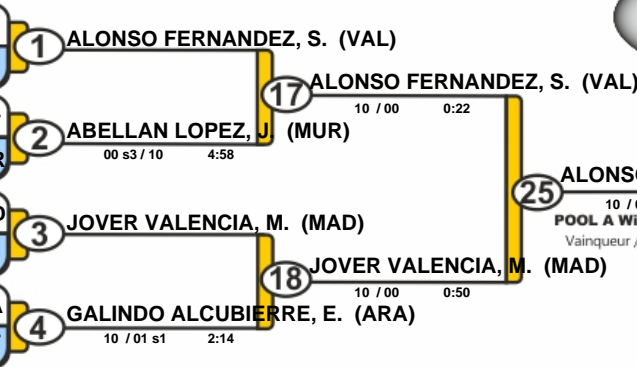 1 ALONSO FERNANDEZ, S. (VAL)
17 ALONSO FERNANDEZ, S. (VAL)
10 / 00 0:22
2 ABELLAN LOPEZ, J. (MUR)
00 s3 / 10 4:58
25 ALONSO
10 / 0
POOL A Wi
Vainqueur
3 JOVER VALENCIA, M. (MAD)
18 JOVER VALENCIA, M. (MAD)
10 / 00 0:50
4 GALINDO ALCUBIERRE, E. (ARA)
10 / 01 s1 2:14